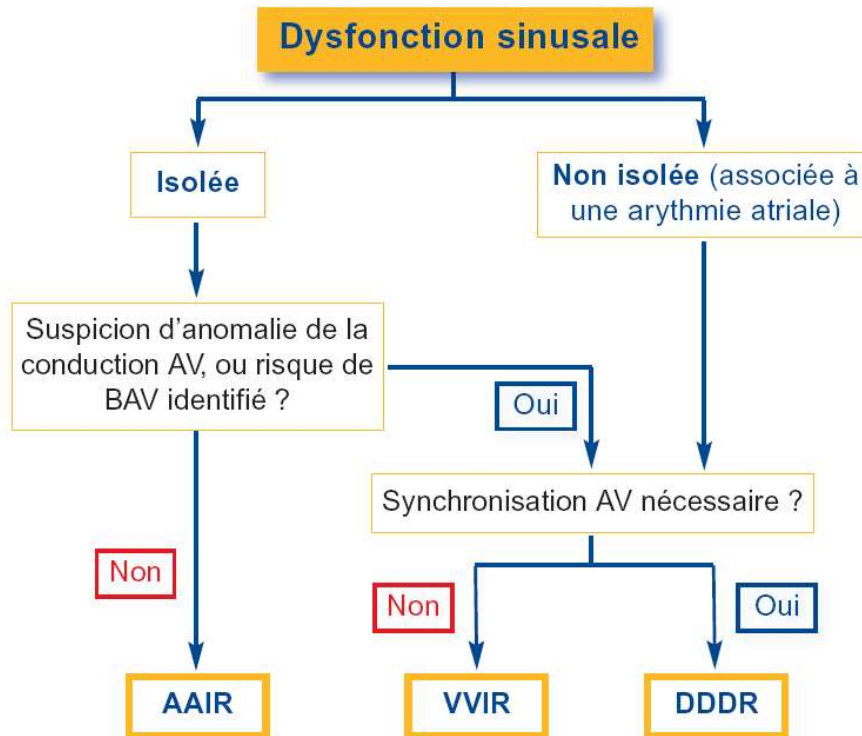 Dysfonction sinusale
Isolée
Non isolée (associée à
une arythmie atriale)
Suspicion d’anomalie de la
conduction AV, ou risque de
BAV identifié ?
Oui
Synchronisation AV nécessaire ?
Non
Non
Oui
AAIR
VVIR
DDDR